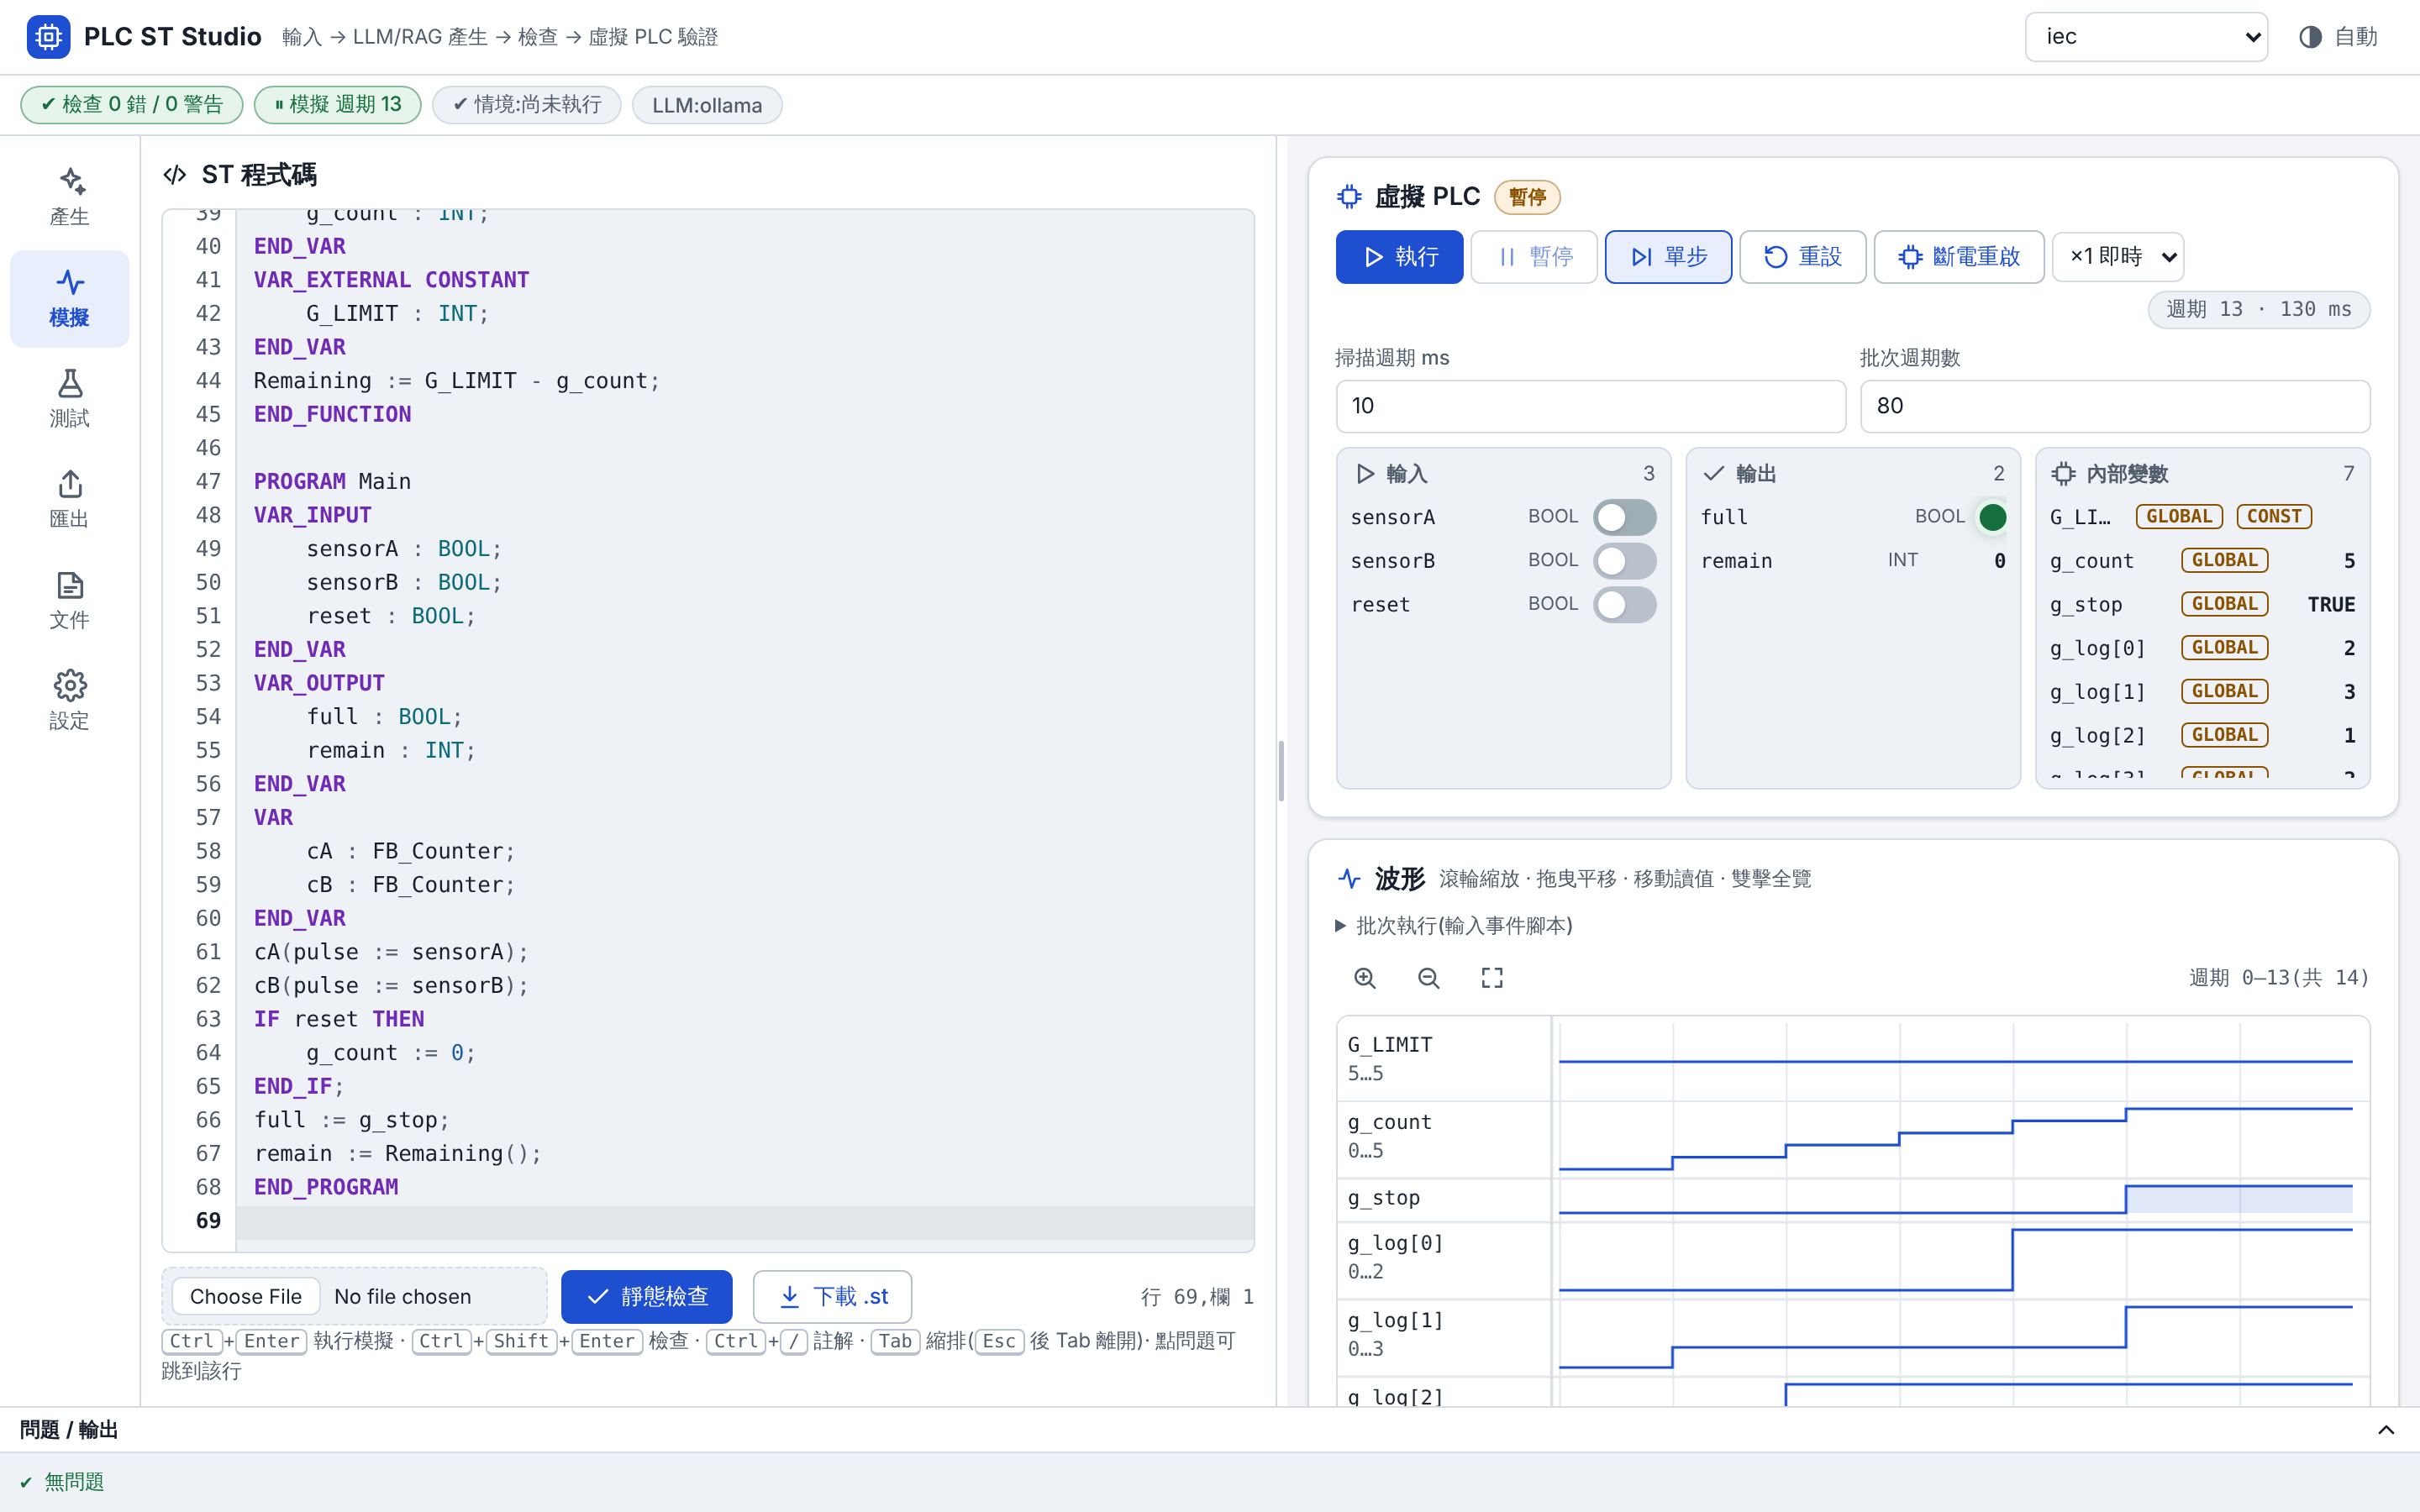 PLC ST Studio 輸入 → LLM/RAG 產生 → 檢查 → 虛擬 PLC 驗證 iec 自動
✔ 檢查 0 錯 / 0 警告 ⏸ 模擬 週期 13 ✔ 情境:尚未執行 LLM:ollama
產生
模擬
測試
匯出
文件
設定
ST 程式碼
39 g_count : INT;
40 END_VAR
41 VAR_EXTERNAL CONSTANT
42 G_LIMIT : INT;
43 END_VAR
44 Remaining := G_LIMIT - g_count;
45 END_FUNCTION
46
47 PROGRAM Main
48 VAR_INPUT
49 sensorA : BOOL;
50 sensorB : BOOL;
51 reset : BOOL;
52 END_VAR
53 VAR_OUTPUT
54 full : BOOL;
55 remain : INT;
56 END_VAR
57 VAR
58 cA : FB_Counter;
59 cB : FB_Counter;
60 END_VAR
61 cA(pulse := sensorA);
62 cB(pulse := sensorB);
63 IF reset THEN
64 g_count := 0;
65 END_IF;
66 full := g_stop;
67 remain := Remaining();
68 END_PROGRAM
69
Choose File No file chosen 靜態檢查 下載 .st 行 69,欄 1
Ctrl+Enter 執行模擬 · Ctrl+Shift+Enter 檢查 · Ctrl+/ 註解 · Tab 縮排(Esc 後 Tab 離開)· 點問題可
跳到該行
虛擬 PLC 暫停
執行 暫停 單步 重設 斷電重啟 ×1 即時
週期 13 · 130 ms
掃描週期 ms 批次週期數
10 80
輸入 3
sensorA BOOL
sensorB BOOL
reset BOOL
輸出 2
full BOOL
remain INT 0
內部變數 7
G_LI… GLOBAL CONST
g_count GLOBAL 5
g_stop GLOBAL TRUE
g_log[0] GLOBAL 2
g_log[1] GLOBAL 3
g_log[2] GLOBAL 1
g_log[3] GLOBAL
波形 滾輪縮放 · 拖曳平移 · 移動讀值 · 雙擊全覽
▶ 批次執行(輸入事件腳本)
週期 0–13(共 14)
G_LIMIT
5…5
g_count
0…5
g_stop
g_log[0]
0…2
g_log[1]
0…3
g_log[2]
問題 / 輸出
✔ 無問題